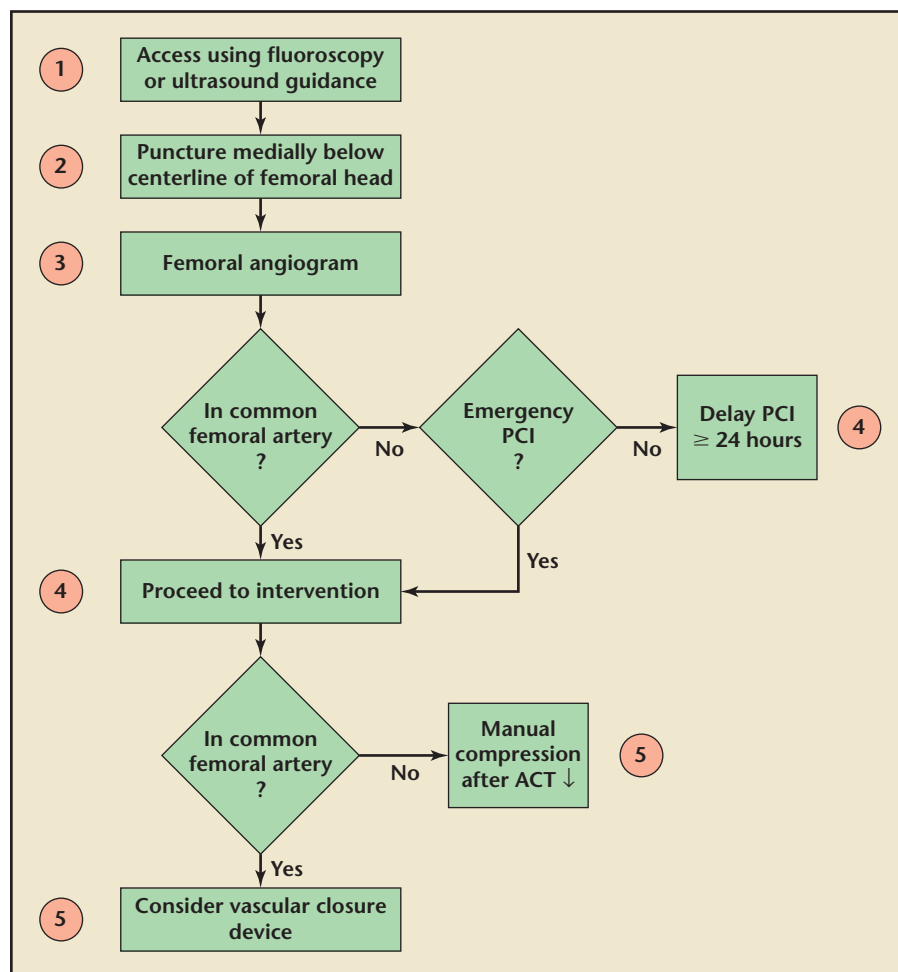 1
Access using fluoroscopy
or ultrasound guidance
2
Puncture medially below
centerline of femoral head
3
Femoral angiogram
In common
femoral artery
?
No
Emergency
PCI
?
No
Delay PCI
≥ 24 hours
4
Yes
Yes
4
Proceed to intervention
In common
femoral artery
?
No
Manual
compression
after ACT ↓
5
Yes
5
Consider vascular closure
device